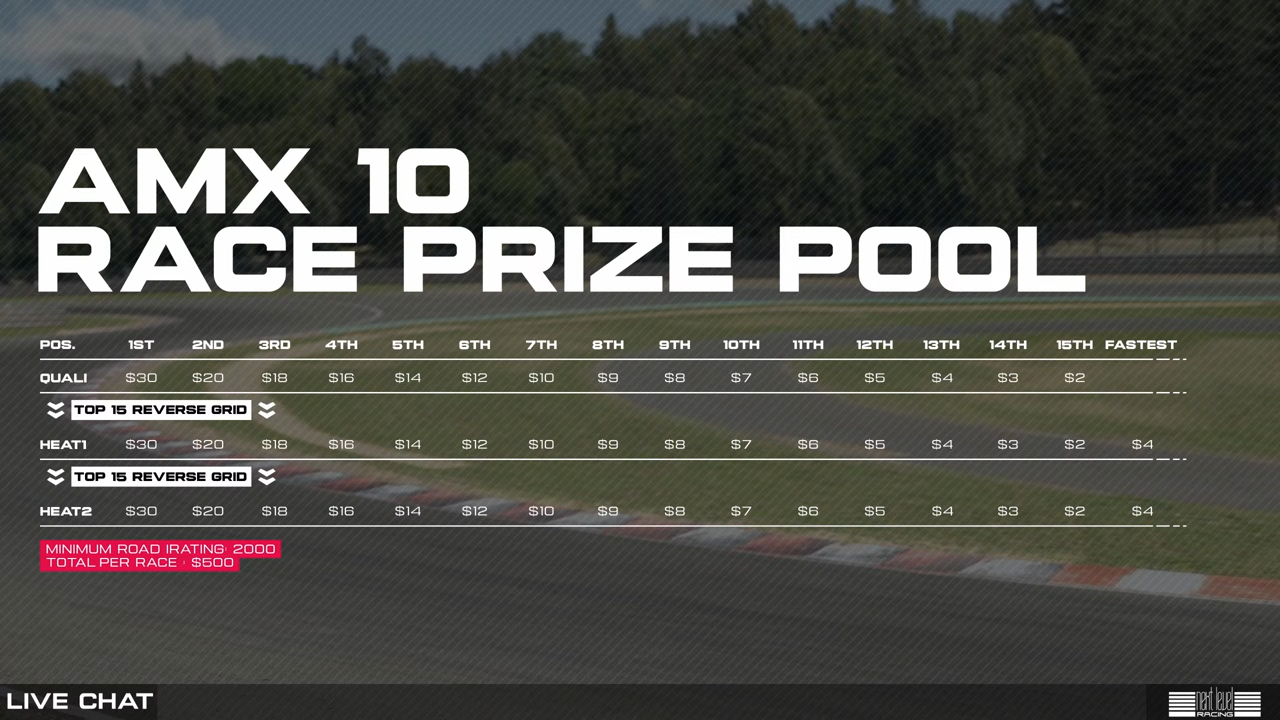 AMX 10
RACE PRIZE POOL
POS. 1ST 2ND 3RD 4TH 5TH 6TH 7TH 8TH 9TH 10TH 11TH 12TH 13TH 14TH 15TH FASTEST
QUALI $30 $20 $18 $16 $14 $12 $10 $9 $8 $7 $6 $5 $4 $3 $2
TOP 15 REVERSE GRID
HEAT1 $30 $20 $18 $16 $14 $12 $10 $9 $8 $7 $6 $5 $4 $3 $2 $4
TOP 15 REVERSE GRID
HEAT2 $30 $20 $18 $16 $14 $12 $10 $9 $8 $7 $6 $5 $4 $3 $2 $4
MINIMUM ROAD IRATING: 2000
TOTAL PER RACE : $500
LIVE CHAT
next level
RACING